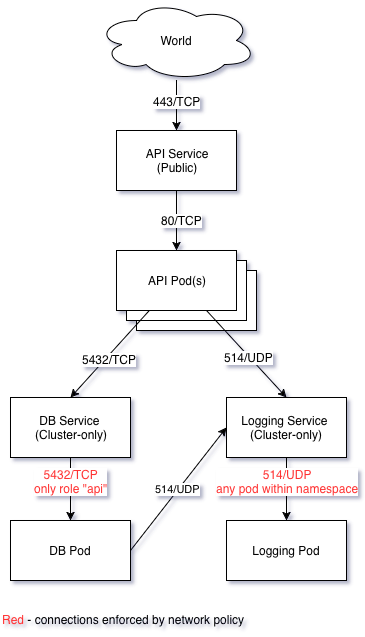 World
443/TCP
API Service
(Public)
80/TCP
API Pod(s)
5432/TCP
514/UDP
DB Service
(Cluster-only)
Logging Service
(Cluster-only)
5432/TCP
only role "api"
514/UDP
any pod within namespace
514/UDP
DB Pod
Logging Pod
Red - connections enforced by network policy